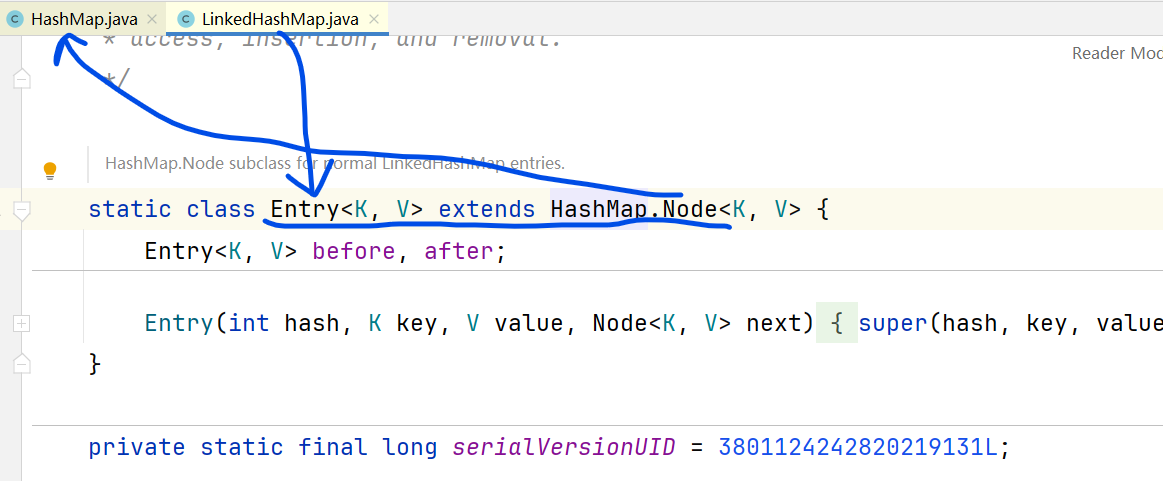 HashMap.java × LinkedHashMap.java ×
* access, insertion, and removal.
Reader Mod
*/
HashMap.Node subclass for normal LinkedHashMap entries.
static class Entry<K, V> extends HashMap.Node<K, V> {
Entry<K, V> before, after;
Entry(int hash, K key, V value, Node<K, V> next) { super(hash, key, value
}
private static final long serialVersionUID = 3801124242820219131L;